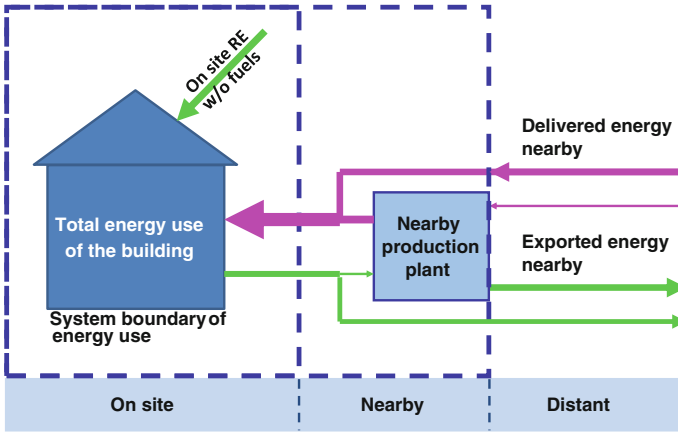 On site RE
w/o fuels
Delivered energy
nearby
Total energy use
of the building
Nearby
production
plant
Exported energy
nearby
System boundary of
energy use
On site
Nearby
Distant